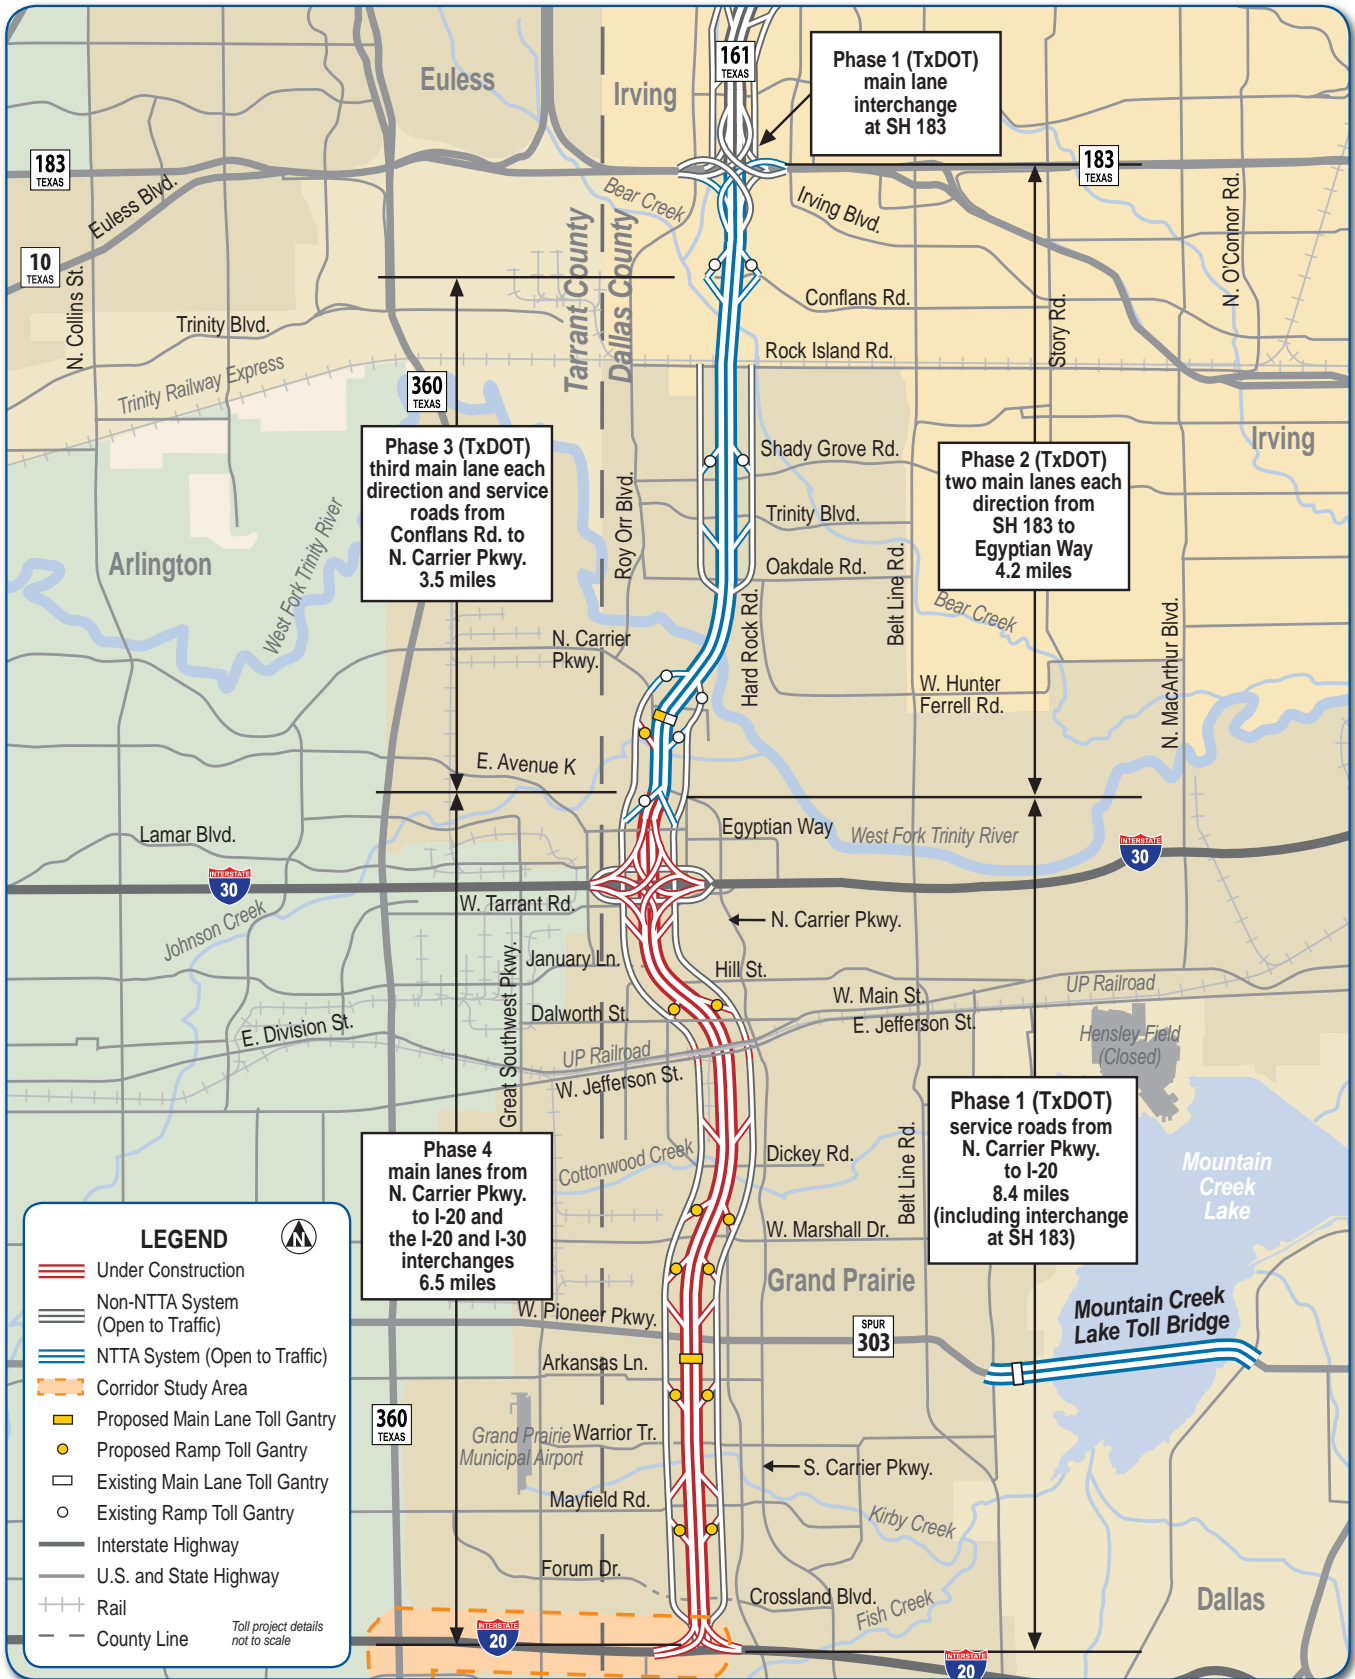 161
TEXAS
Phase 1 (TxDOT)
main lane
interchange
at SH 183
Euless
Irving
183
TEXAS
183
TEXAS
Euless Blvd.
Bear Creek
Irving Blvd.
N. O'Connor Rd.
10
TEXAS
N. Collins St.
Tarrant County
Dallas County
Conflans Rd.
Story Rd.
Trinity Blvd.
Rock Island Rd.
Trinity Railway Express
360
TEXAS
Phase 3 (TxDOT)
third main lane each
direction and service
roads from
Conflans Rd. to
N. Carrier Pkwy.
3.5 miles
Shady Grove Rd.
Irving
Phase 2 (TxDOT)
two main lanes each
direction from
SH 183 to
Egyptian Way
4.2 miles
Roy Orr Blvd.
Trinity Blvd.
West Fork Trinity River
Arlington
Oakdale Rd.
Belt Line Rd.
Bear Creek
Hard Rock Rd.
N. Carrier
Pkwy.
N. MacArthur Blvd.
W. Hunter
Ferrell Rd.
E. Avenue K
Lamar Blvd.
Egyptian Way
West Fork Trinity River
INTERSTATE
30
INTERSTATE
30
W. Tarrant Rd.
Johnson Creek
N. Carrier Pkwy.
January Ln.
Hill St.
Great Southwest Pkwy.
UP Railroad
W. Main St.
Dalworth St.
E. Jefferson St.
E. Division St.
Hensley Field
(Closed)
UP Railroad
W. Jefferson St.
Phase 1 (TxDOT)
service roads from
N. Carrier Pkwy.
to I-20
8.4 miles
(including interchange
at SH 183)
Phase 4
main lanes from
N. Carrier Pkwy.
to I-20 and
the I-20 and I-30
interchanges
6.5 miles
Cottonwood Creek
Dickey Rd.
Belt Line Rd.
Mountain
Creek
Lake
W. Marshall Dr.
Grand Prairie
Mountain Creek
Lake Toll Bridge
W. Pioneer Pkwy.
SPUR
303
Arkansas Ln.
360
TEXAS
Grand Prairie
Municipal Airport
Warrior Tr.
S. Carrier Pkwy.
Mayfield Rd.
Kirby Creek
Forum Dr.
Crossland Blvd.
Fish Creek
Dallas
INTERSTATE
20
INTERSTATE
20
LEGEND
N
Under Construction
Non-NTTA System
(Open to Traffic)
NTTA System (Open to Traffic)
Corridor Study Area
Proposed Main Lane Toll Gantry
Proposed Ramp Toll Gantry
Existing Main Lane Toll Gantry
Existing Ramp Toll Gantry
Interstate Highway
U.S. and State Highway
Rail
County Line
Toll project details
not to scale